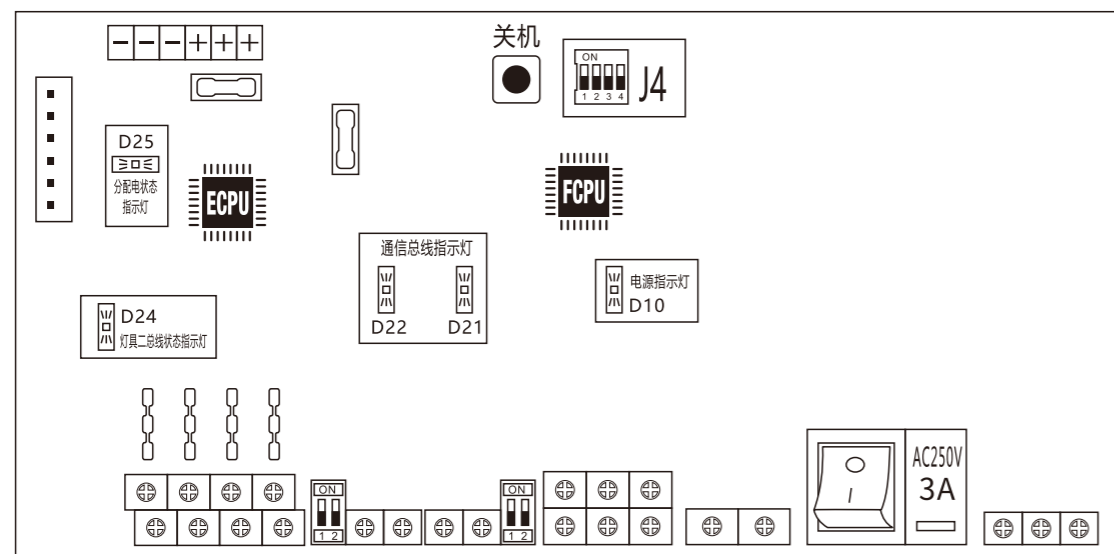 − − − + + +
关机
ON
1 2 3 4
J4
D25
分配电状态
指示灯
ECPU
FCPU
通信总线指示灯
D22 D21
电源指示灯
D10
D24
灯具二总线状态指示灯
ON
1 2
ON
1 2
AC250V
3A